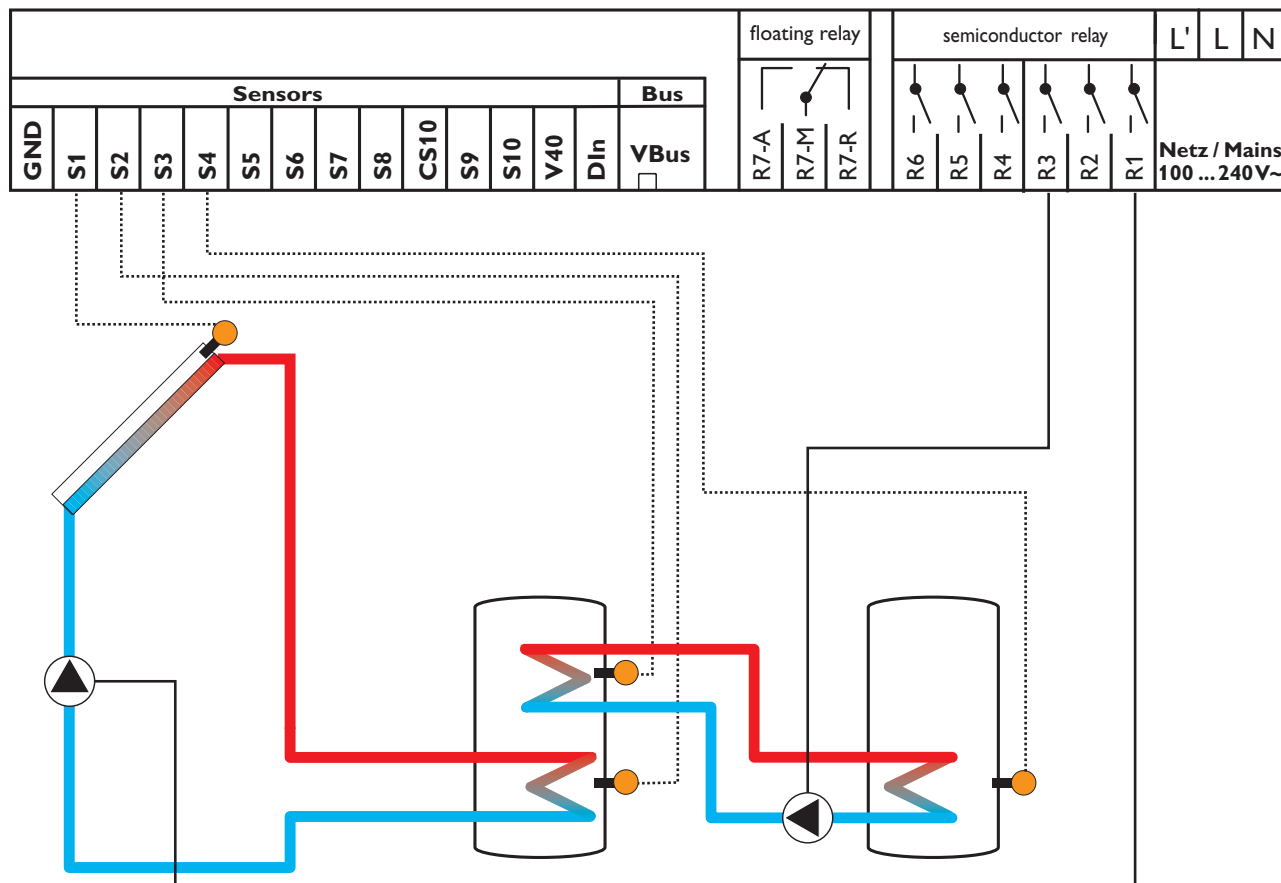 floating relay
semiconductor relay
L' L N
Sensors
Bus
GND S1 S2 S3 S4 S5 S6 S7 S8 CS10 S9 S10 V40 DIn VBus
R7-A R7-M R7-R
R6 R5 R4 R3 R2 R1
Netz / Mains
100 ... 240 V~